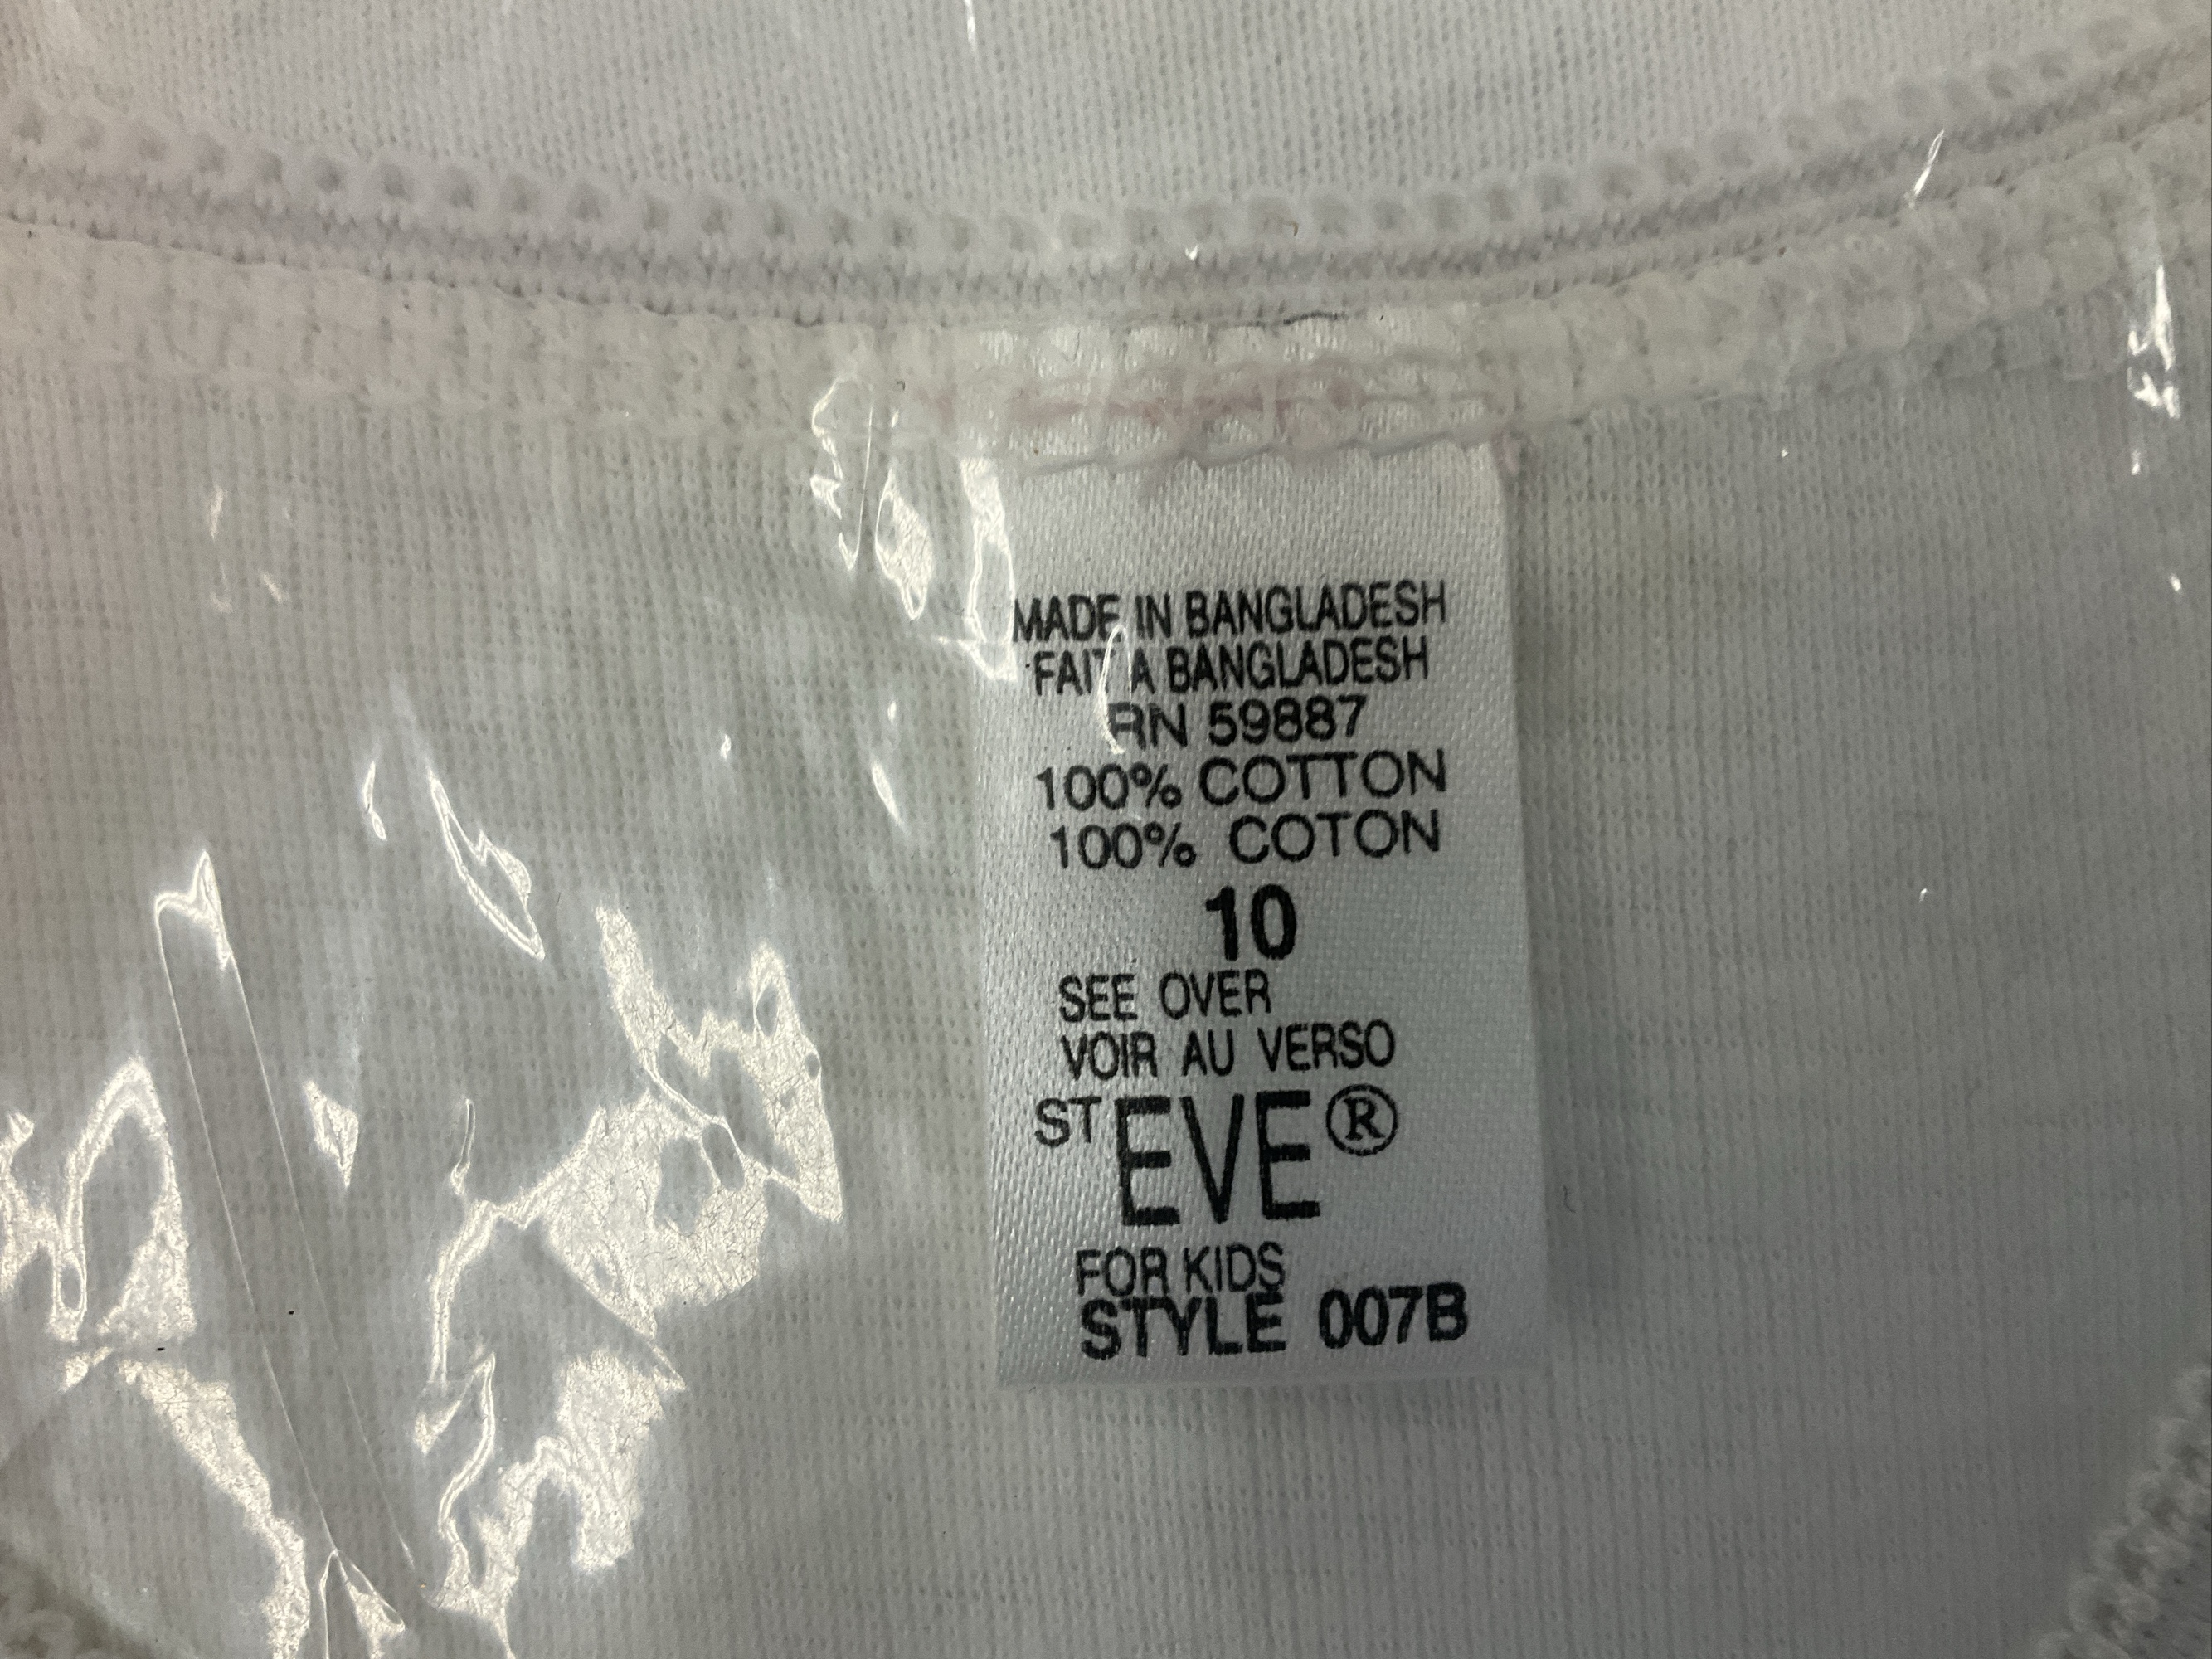 MADE IN BANGLADESH
FAIT A BANGLADESH
RN 59887
100% COTTON
100% COTON
10
SEE OVER
VOIR AU VERSO
ST EVE®
FOR KIDS
STYLE 007B